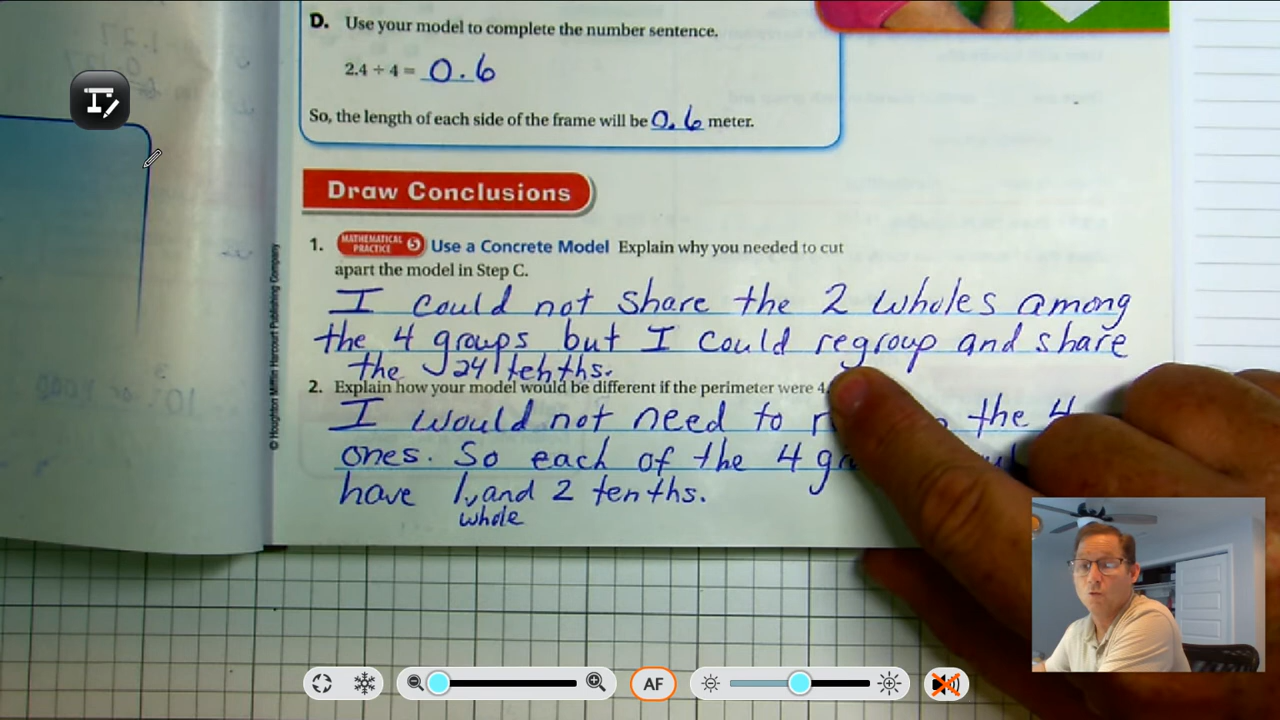 D. Use your model to complete the number sentence.
2.4 ÷ 4 = 0.6
So, the length of each side of the frame will be 0.6 meter.
Draw Conclusions
1. MATHEMATICAL PRACTICE 5 Use a Concrete Model Explain why you needed to cut
apart the model in Step C.
I could not share the 2 wholes among
the 4 groups but I could regroup and share
the 24 tenths.
2. Explain how your model would be different if the perimeter were 4
I would not need to the 4
ones. So each of the 4
have 1 and 2 tenths.
whole
© Houghton Mifflin Harcourt Publishing Company
AF